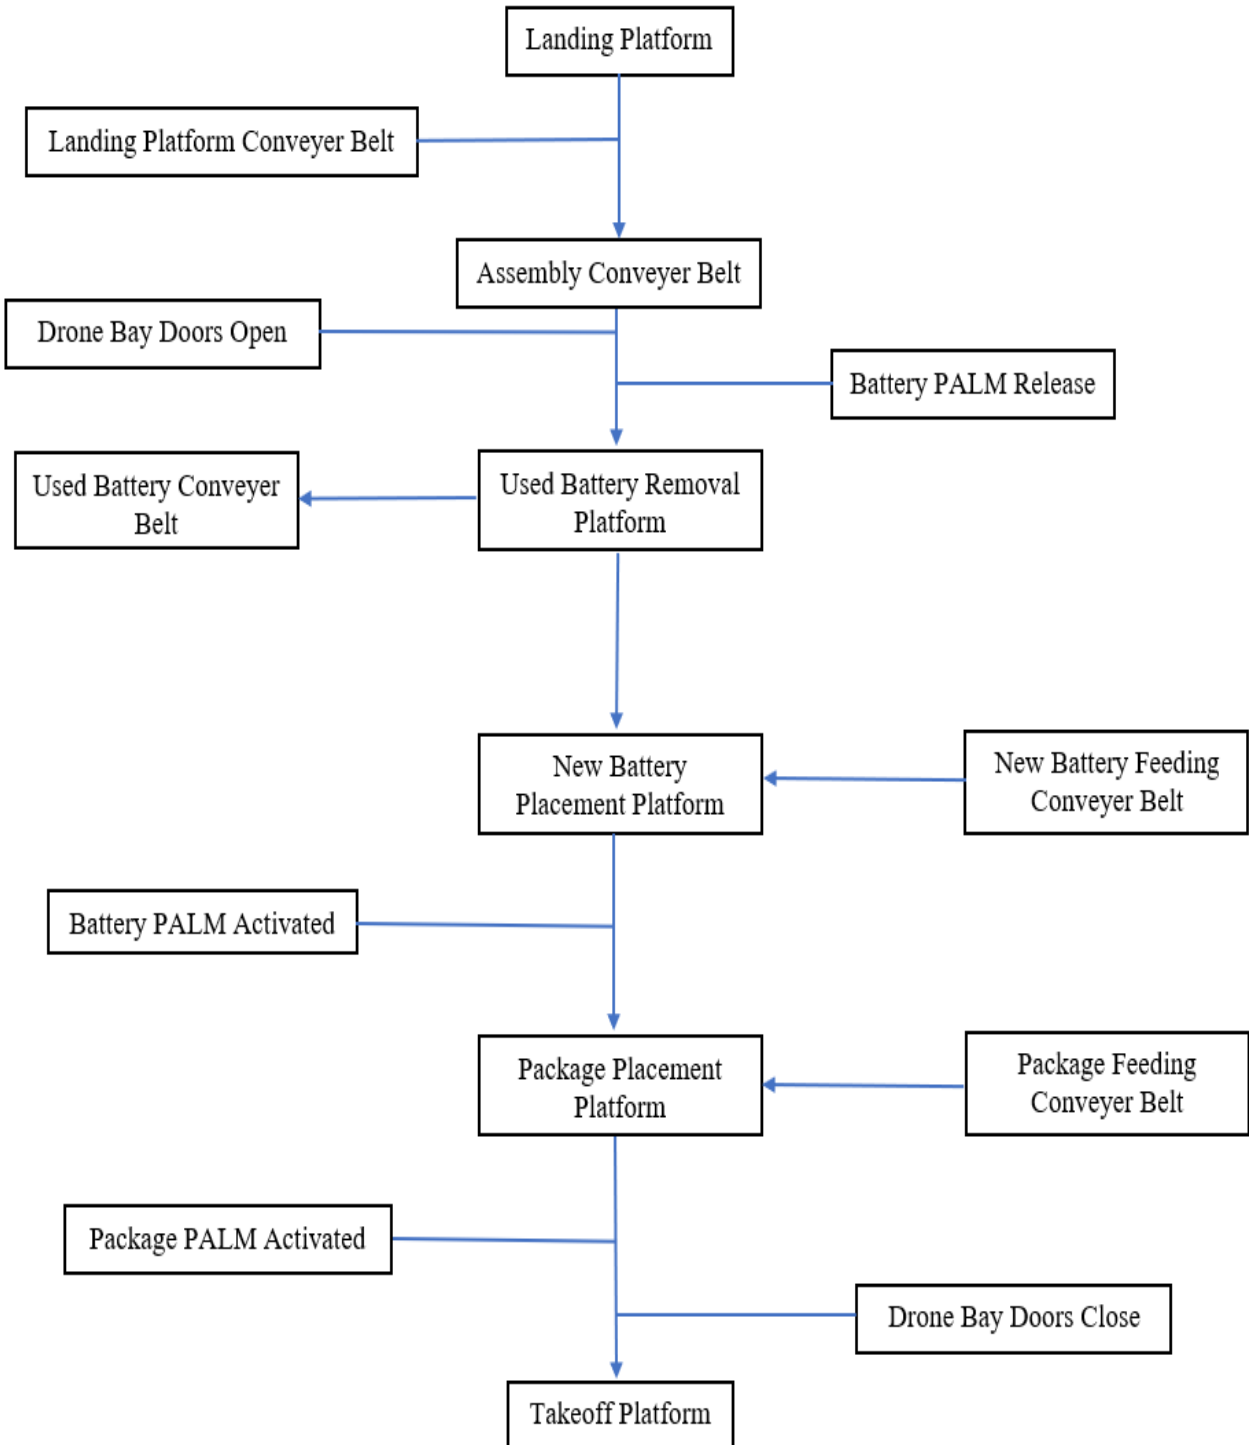 Landing Platform
Landing Platform Conveyer Belt
Assembly Conveyer Belt
Drone Bay Doors Open
Battery PALM Release
Used Battery Conveyer
Belt
Used Battery Removal
Platform
New Battery
Placement Platform
New Battery Feeding
Conveyer Belt
Battery PALM Activated
Package Placement
Platform
Package Feeding
Conveyer Belt
Package PALM Activated
Drone Bay Doors Close
Takeoff Platform